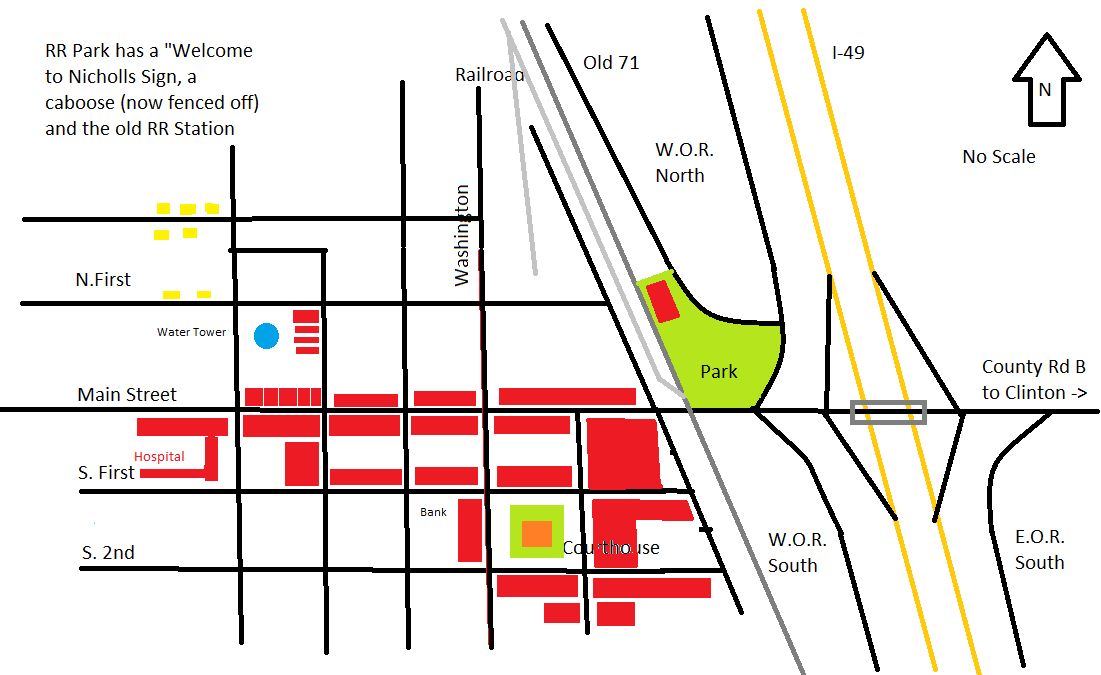 RR Park has a "Welcome
to Nicholls Sign, a
caboose (now fenced off)
and the old RR Station
Railroad
Old 71
I-49
N
W.O.R.
North
No Scale
Washington
N.First
Water Tower
Main Street
Park
County Rd B
to Clinton ->
Hospital
S. First
Bank
S. 2nd
Courthouse
W.O.R.
South
E.O.R.
South